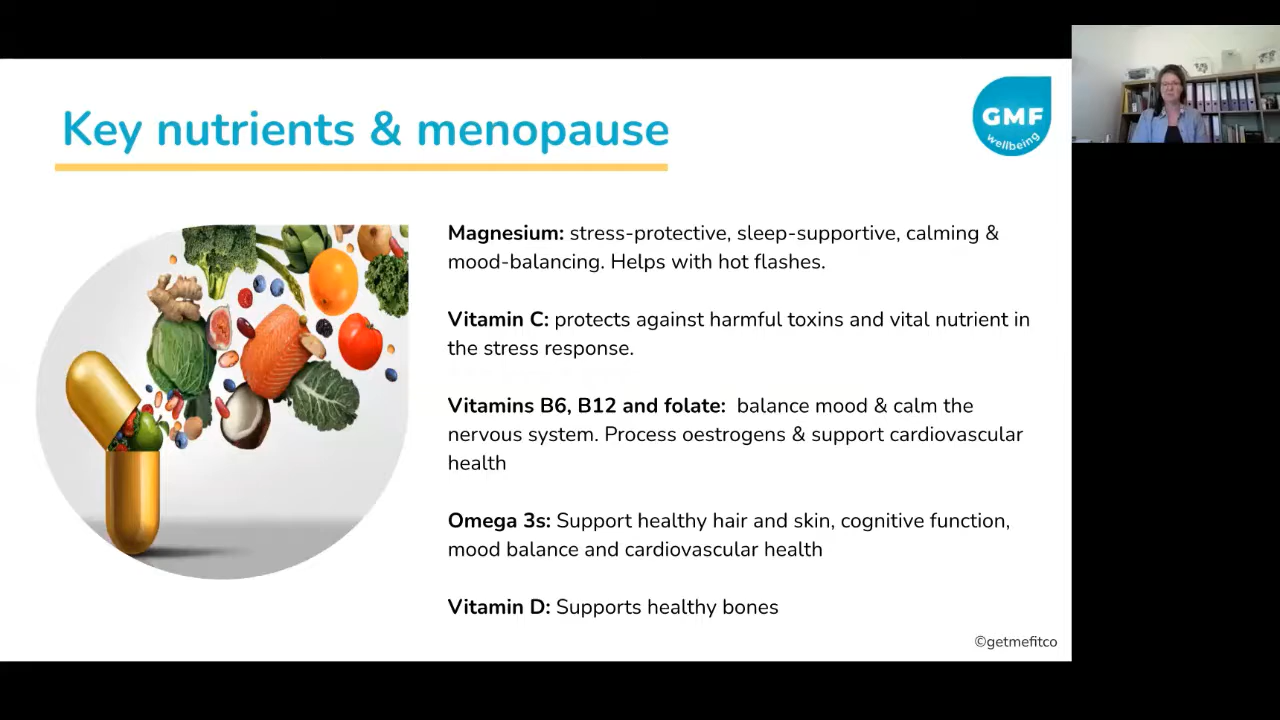 Key nutrients & menopause
GMF
wellbeing
Magnesium: stress-protective, sleep-supportive, calming &
mood-balancing. Helps with hot flashes.
Vitamin C: protects against harmful toxins and vital nutrient in
the stress response.
Vitamins B6, B12 and folate:  balance mood & calm the
nervous system. Process oestrogens & support cardiovascular
health
Omega 3s: Support healthy hair and skin, cognitive function,
mood balance and cardiovascular health
Vitamin D: Supports healthy bones
©getmefitco